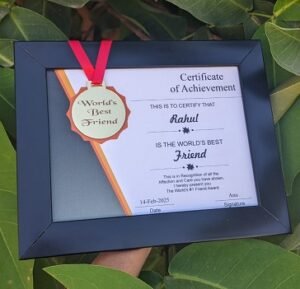 World's
Best
Friend
Certificate
of Achievement
THIS IS TO CERTIFY THAT
Rahul
IS THE WORLD'S BEST
Friend
This is in Recognition of all the
Affection and Care you have shown.
I hereby present you
The World's #1 Friend Award.
14-Feb-2025
Date
Signature